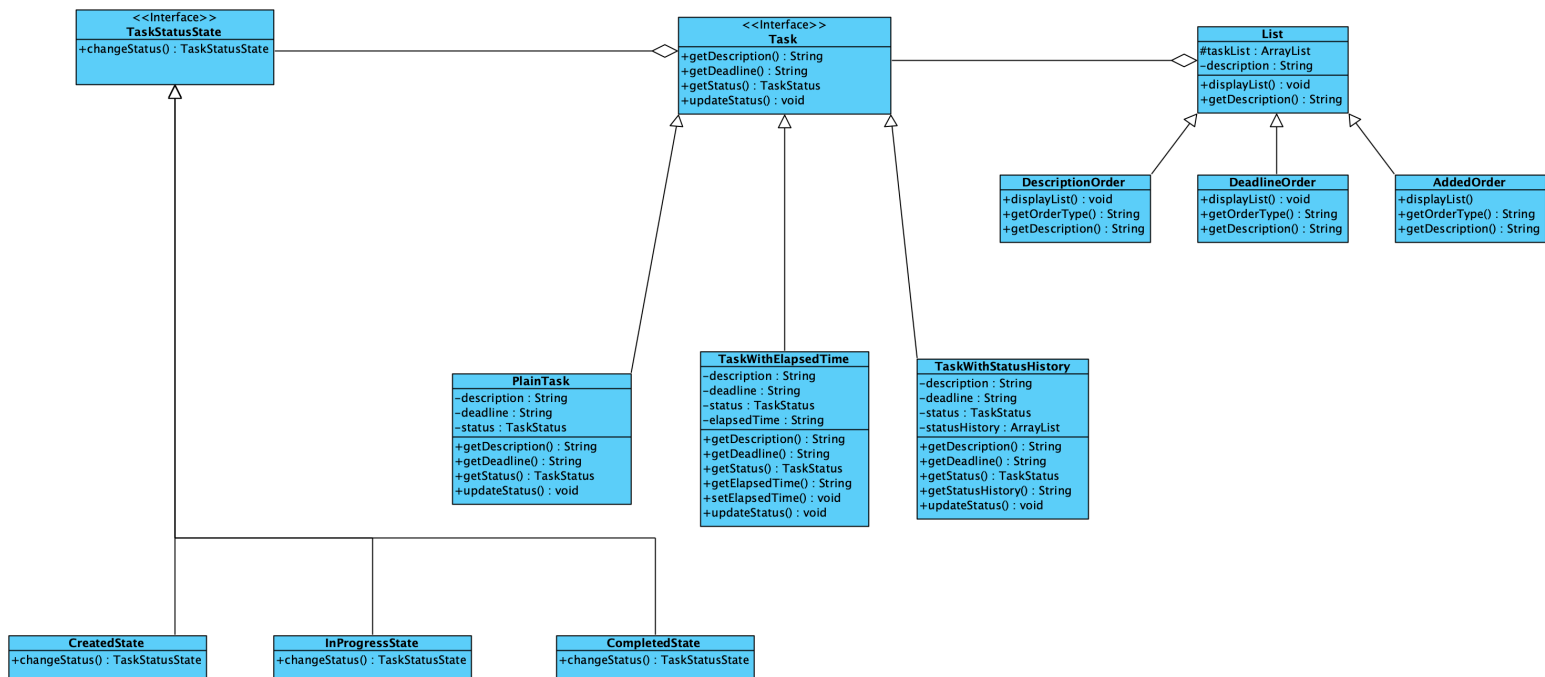 <<Interface>>
TaskStatusState
+changeStatus() : TaskStatusState
<<Interface>>
Task
+getDescription() : String
+getDeadline() : String
+getStatus() : TaskStatus
+updateStatus() : void
List
#taskList : ArrayList
-description : String
+displayList() : void
+getDescription() : String
DescriptionOrder
+displayList() : void
+getOrderType() : String
+getDescription() : String
DeadlineOrder
+displayList() : void
+getOrderType() : String
+getDescription() : String
AddedOrder
+displayList()
+getOrderType() : String
+getDescription() : String
PlainTask
-description : String
-deadline : String
-status : TaskStatus
+getDescription() : String
+getDeadline() : String
+getStatus() : TaskStatus
+updateStatus() : void
TaskWithElapsedTime
-description : String
-deadline : String
-status : TaskStatus
-elapsedTime : String
+getDescription() : String
+getDeadline() : String
+getStatus() : TaskStatus
+getElapsedTime() : String
+setElapsedTime() : void
+updateStatus() : void
TaskWithStatusHistory
-description : String
-deadline : String
-status : TaskStatus
-statusHistory : ArrayList
+getDescription() : String
+getDeadline() : String
+getStatus() : TaskStatus
+getStatusHistory() : String
+updateStatus() : void
CreatedState
+changeStatus() : TaskStatusState
InProgressState
+changeStatus() : TaskStatusState
CompletedState
+changeStatus() : TaskStatusState